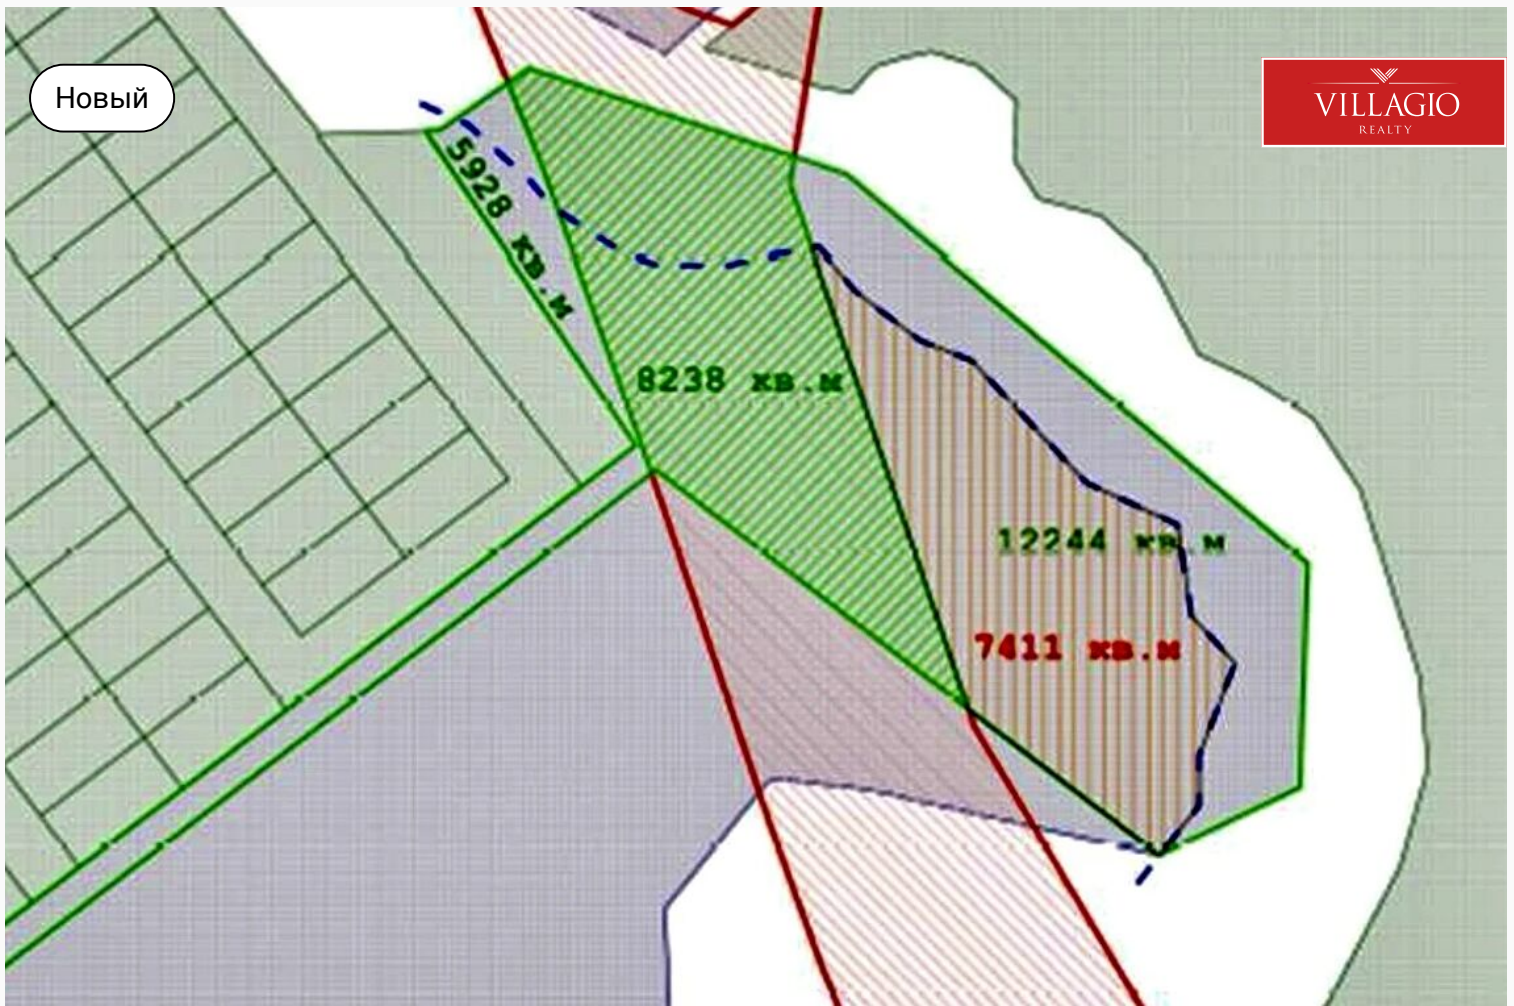 Новый
VILLAGIO
REALTY
5928 кв.м
8238 кв.м
12244 кв.м
7411 кв.м